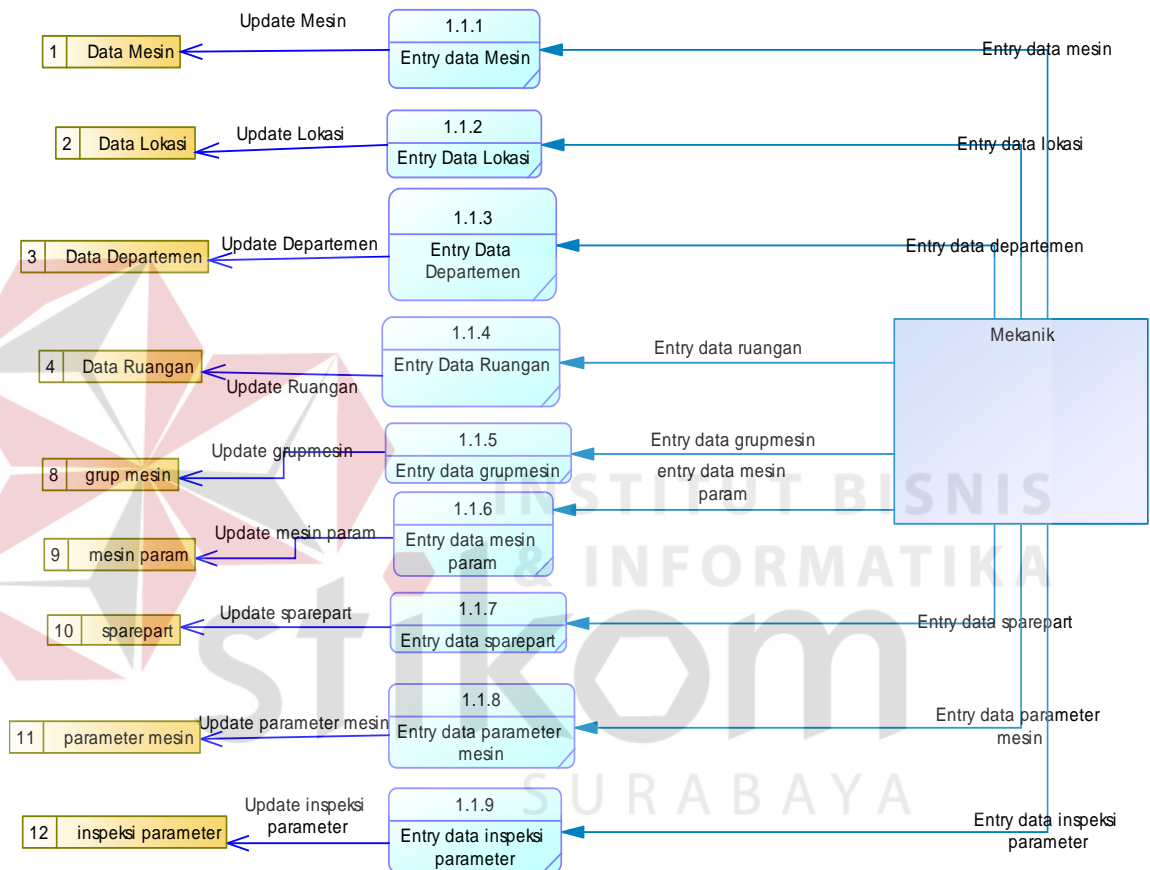 Update Mesin
1.1.1
1 Data Mesin
Entry data Mesin
Entry data mesin
1.1.2
Update Lokasi
2 Data Lokasi
Entry Data Lokasi
Entry data lokasi
1.1.3
Update Departemen
3 Data Departemen
Entry Data
Departemen
Entry data departemen
Mekanik
1.1.4
4 Data Ruangan
Entry Data Ruangan
Entry data ruangan
Update Ruangan
1.1.5
Update grupmesin
8 grup mesin
Entry data grupmesin
Entry data grupmesin
entry data mesin
param
INSTITUT BISNIS
1.1.6
Update mesin param
9 mesin param
Entry data mesin
param
& INFORMATIKA
1.1.7
Update sparepart
10 sparepart
Entry data sparepart
Entry data sparepart
stikom
1.1.8
Update parameter mesin
11 parameter mesin
Entry data parameter
mesin
Entry data parameter
mesin
SURABAYA
1.1.9
Update inspeksi
parameter
12 inspeksi parameter
Entry data inspeksi
parameter
Entry data inspeksi
parameter